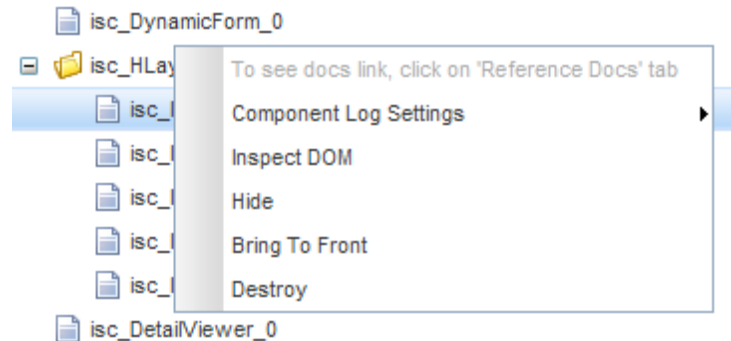 isc_DynamicForm_0
isc_HLay
To see docs link, click on 'Reference Docs' tab
isc_
Component Log Settings
isc_
Inspect DOM
isc_
Hide
isc_
Bring To Front
isc_
Destroy
isc_DetailViewer_0